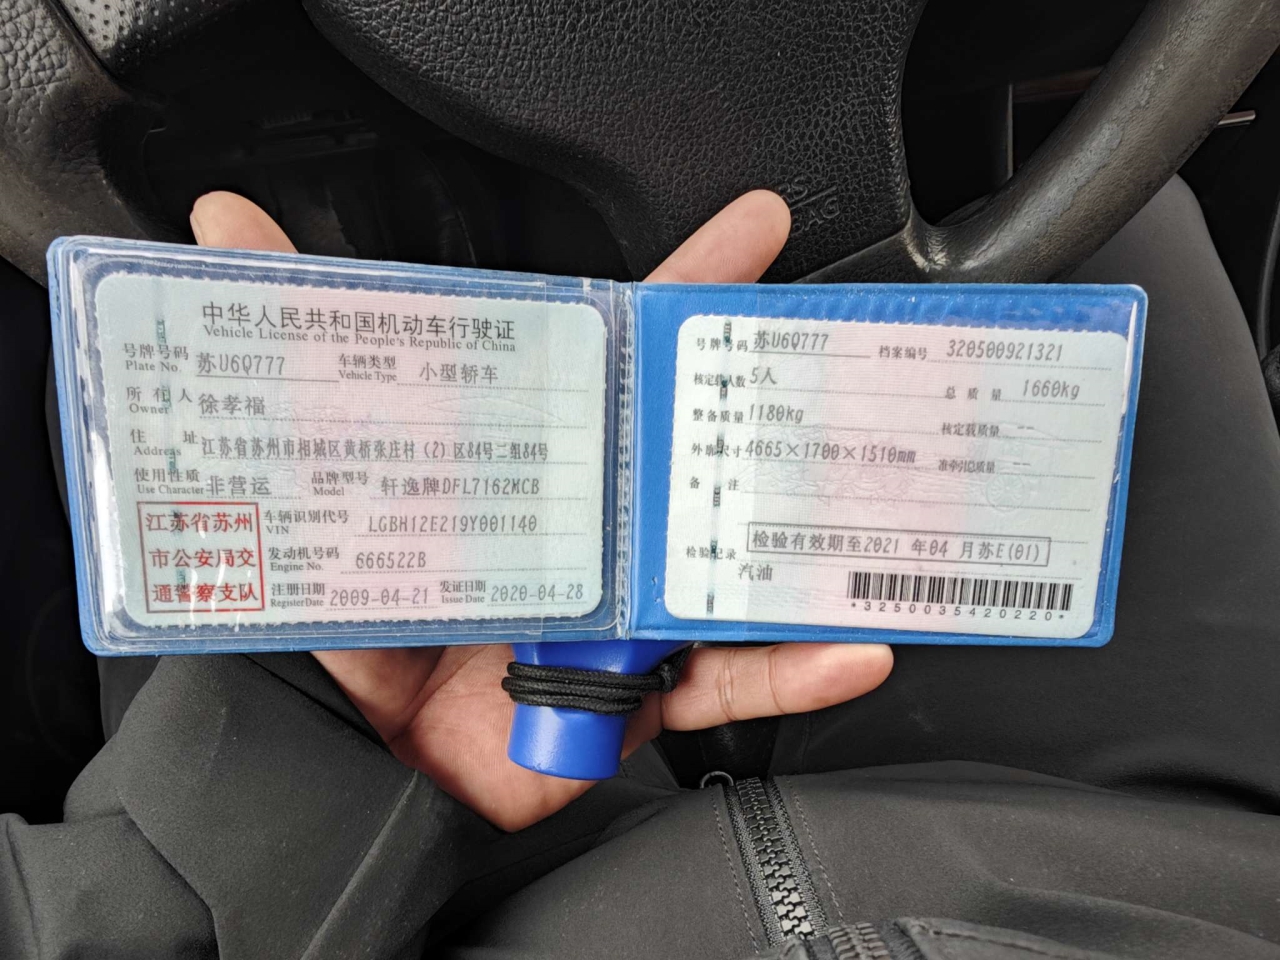 中华人民共和国机动车行驶证
Vehicle License of the People's Republic of China
号牌号码 苏U6Q777 车辆类型 小型轿车
Plate No. Vehicle Type
所有人 徐孝福
Owner
住址 江苏省苏州市相城区黄桥张庄村(2)区84号二组84号
Address
使用性质 非营运 品牌型号 轩逸牌DFL7162MCB
Use Character Model
江苏省苏州
市公安局交
通警察支队
车辆识别代号 LGBH12E219Y001140
VIN
发动机号码 666522B
Engine No.
注册日期 2009-04-21 发证日期 2020-04-28
Register Date Issue Date
号牌号码 苏U6Q777 档案编号 320500921321
核定载人数 5人 总质量 1660kg
整备质量 1180kg 核定载质量 --
外廓尺寸 4665×1700×1510mm 准牵引总质量 --
备注
检验记录 检验有效期至2021年04月苏E(01)
汽油
*3250035420220*